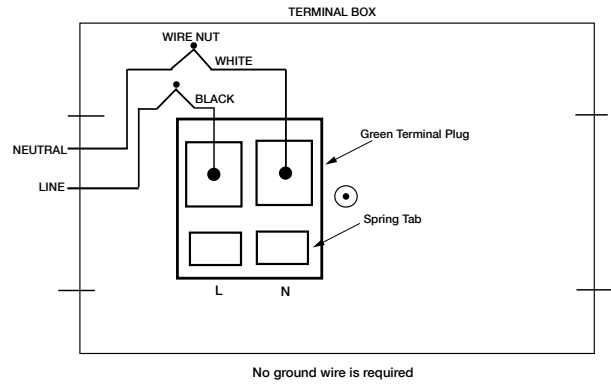 TERMINAL BOX
WIRE NUT
WHITE
BLACK
Green Terminal Plug
NEUTRAL
LINE
Spring Tab
L N
No ground wire is required